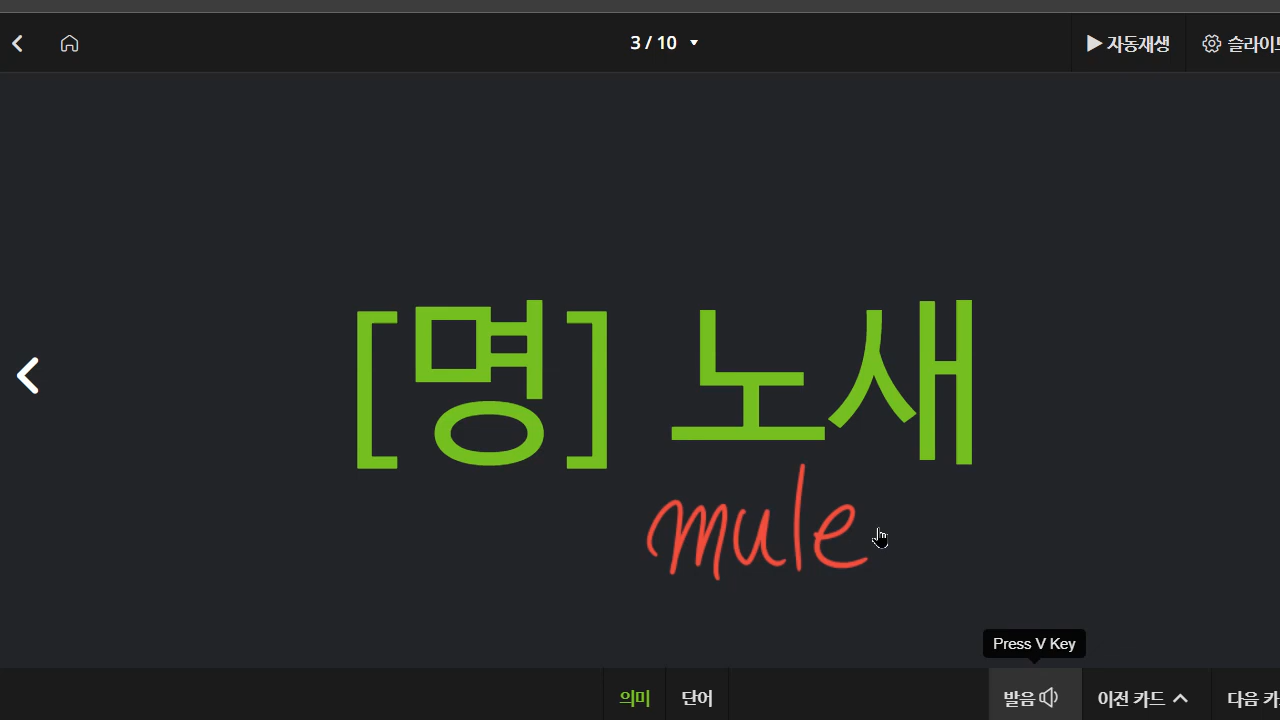 3 / 10
자동재생
[명] 노새
mule
Press V Key
의미 단어 발음 이전 카드